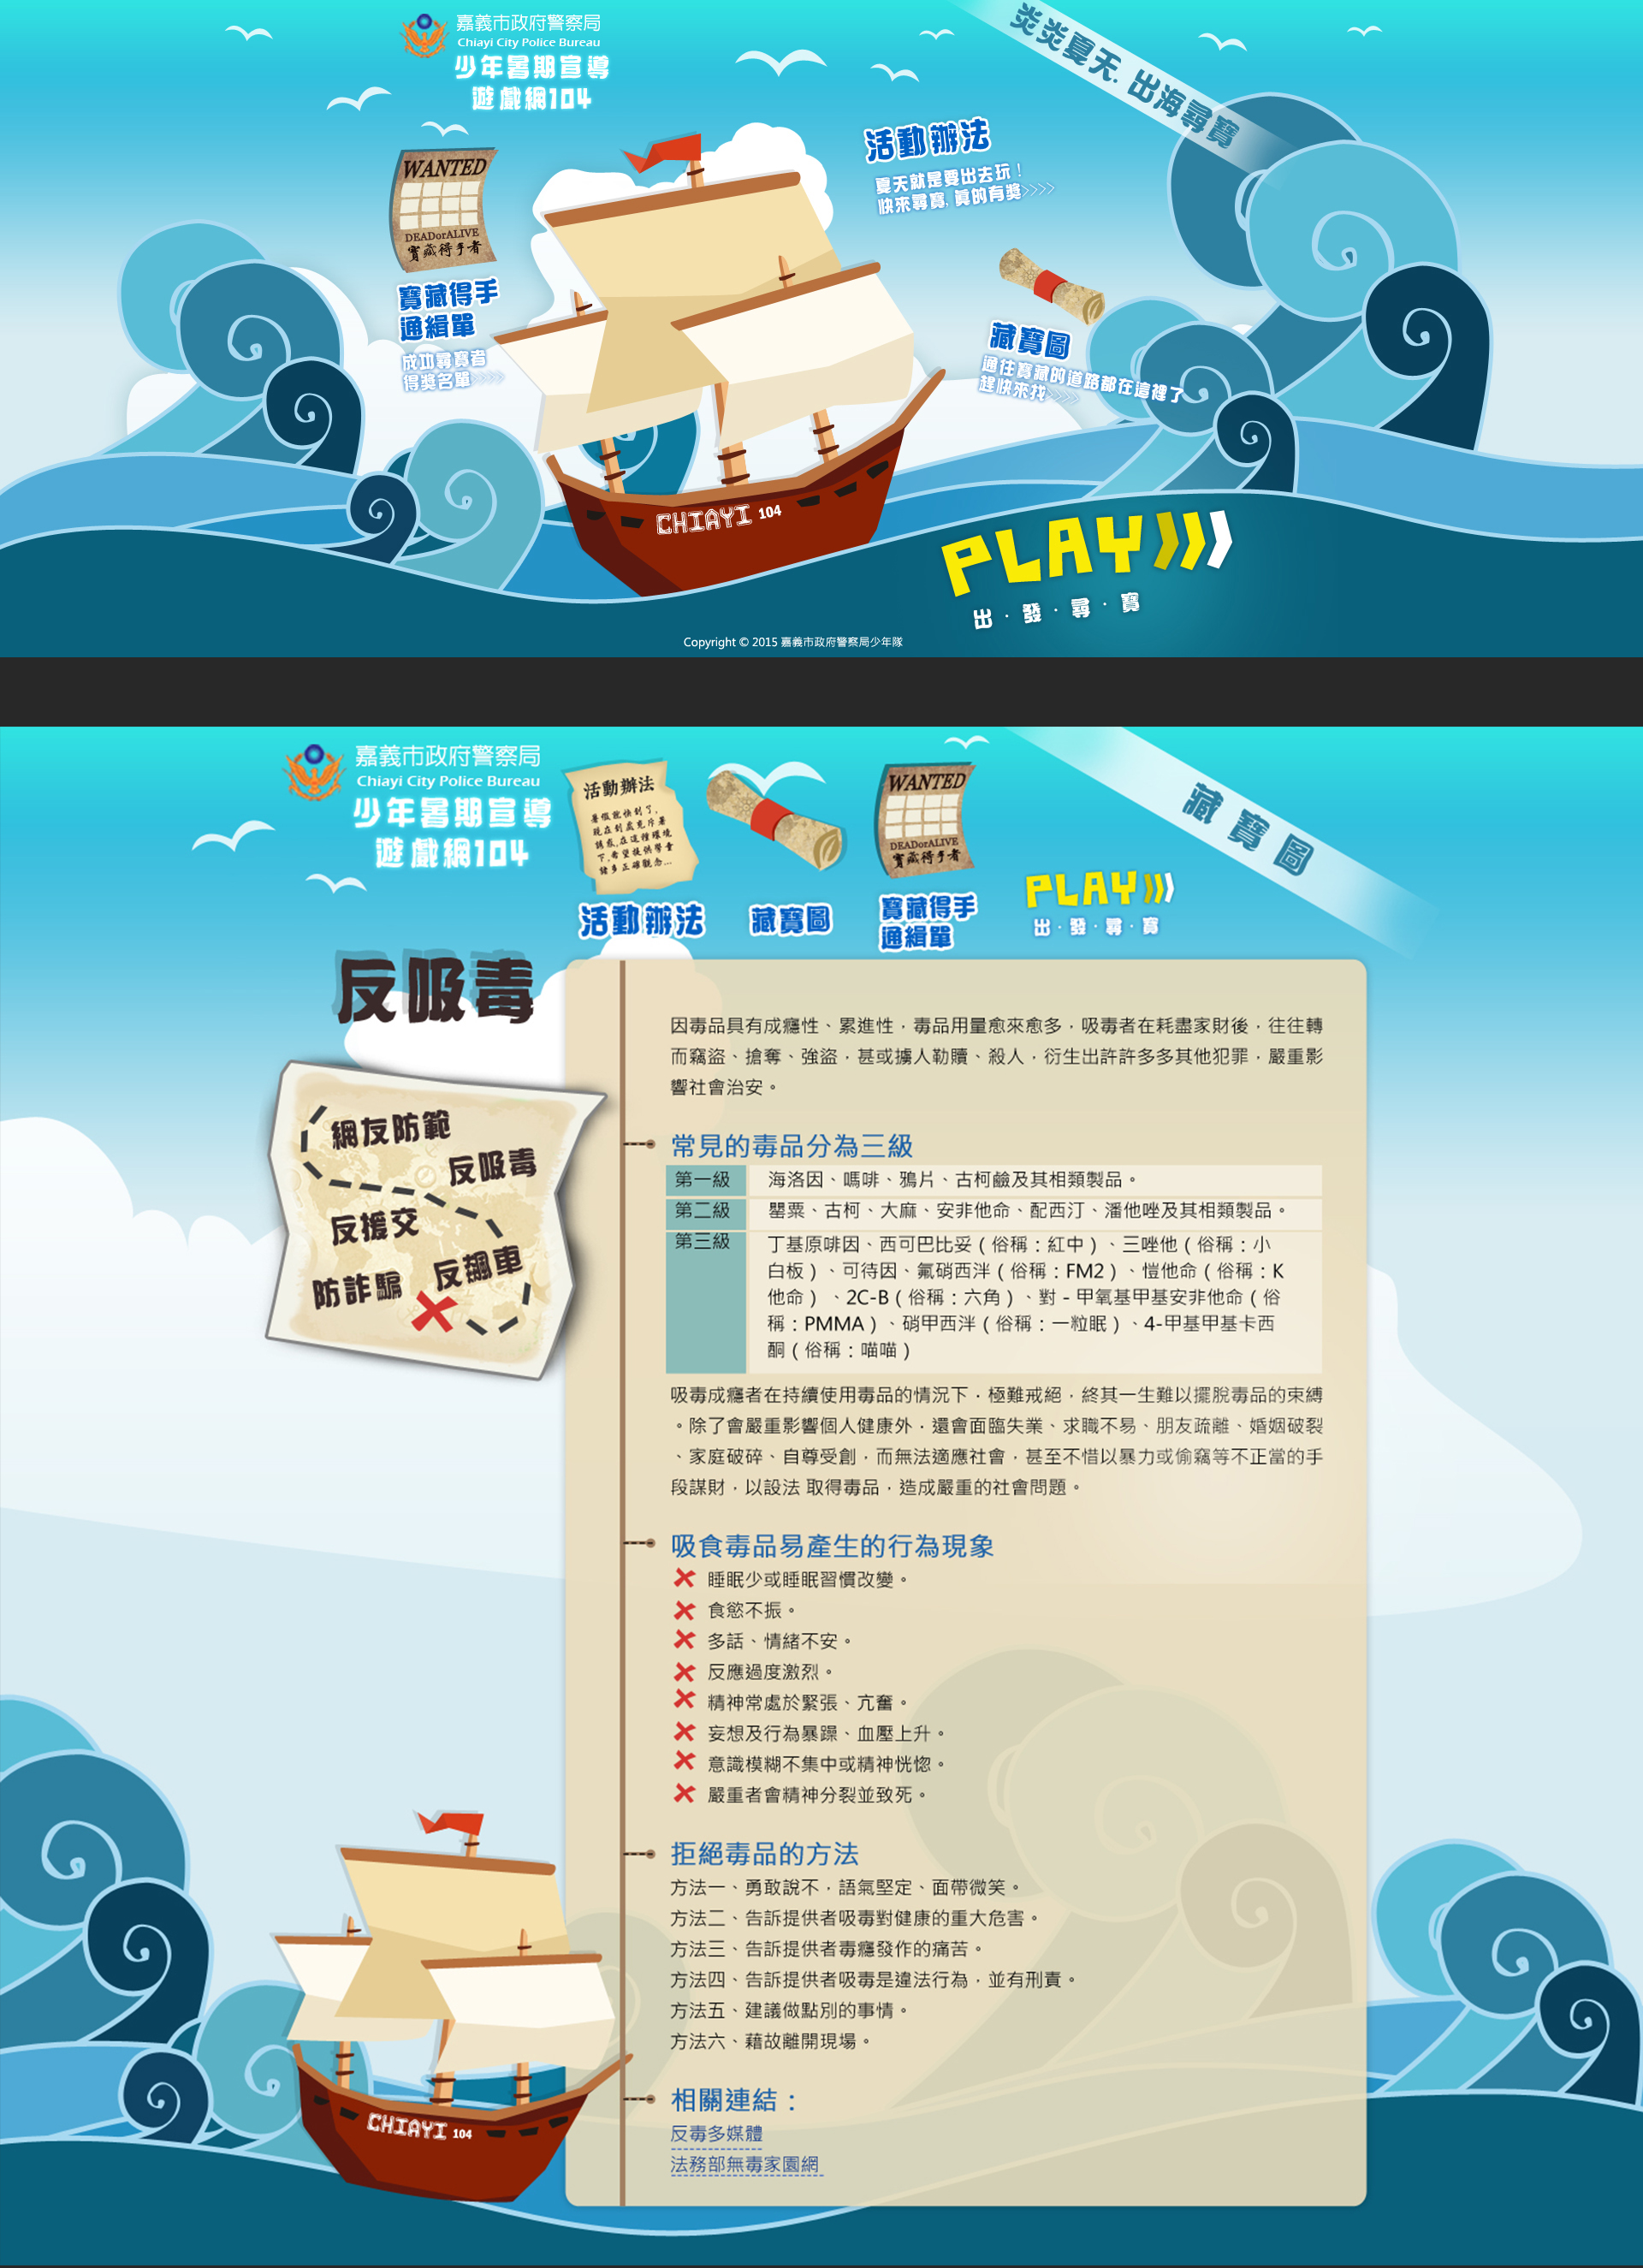 嘉義市政府警察局
Chiayi City Police Bureau
少年暑期宣導
遊戲網104
炎炎夏天. 出海尋寶
WANTED
DEADorALIVE
寶藏得手者
寶藏得手
通緝單
成功尋寶者
得獎名單>>>>
活動辦法
夏天就是要出去玩！
快來尋寶, 真的有獎>>>>
藏寶圖
通往寶藏的道路都在這裡了
趕快來找>>>>
CHIAYI 104
PLAY
出‧發‧尋‧寶
Copyright © 2015 嘉義市政府警察局少年隊
嘉義市政府警察局
Chiayi City Police Bureau
少年暑期宣導
遊戲網104
活動辦法
暑假就快到了,
現在到處充斥著
誘惑,在這種環境
下,希望提供學會
諸多正確觀念...
活動辦法
藏寶圖
WANTED
DEADorALIVE
寶藏得手者
寶藏得手
通緝單
PLAY
出‧發‧尋‧寶
藏寶圖
反吸毒
網友防範
反吸毒
反援交
反飆車
防詐騙
因毒品具有成癮性、累進性，毒品用量愈來愈多，吸毒者在耗盡家財後，往往轉
而竊盜、搶奪、強盜，甚或擄人勒贖、殺人，衍生出許許多多其他犯罪，嚴重影
響社會治安。
常見的毒品分為三級
第一級 海洛因、嗎啡、鴉片、古柯鹼及其相類製品。
第二級 罌粟、古柯、大麻、安非他命、配西汀、潘他唑及其相類製品。
第三級 丁基原啡因、西可巴比妥（俗稱：紅中）、三唑他（俗稱：小
白板）、可待因、氟硝西泮（俗稱：FM2）、愷他命（俗稱：K
他命）、2C-B（俗稱：六角）、對 - 甲氧基甲基安非他命（俗
稱：PMMA）、硝甲西泮（俗稱：一粒眠）、4-甲基甲基卡西
酮（俗稱：喵喵）
吸毒成癮者在持續使用毒品的情況下，極難戒絕，終其一生難以擺脫毒品的束縛
。除了會嚴重影響個人健康外，還會面臨失業、求職不易、朋友疏離、婚姻破裂
、家庭破碎、自尊受創，而無法適應社會，甚至不惜以暴力或偷竊等不正當的手
段謀財，以設法 取得毒品，造成嚴重的社會問題。
吸食毒品易產生的行為現象
睡眠少或睡眠習慣改變。
食慾不振。
多話、情緒不安。
反應過度激烈。
精神常處於緊張、亢奮。
妄想及行為暴躁、血壓上升。
意識模糊不集中或精神恍惚。
嚴重者會精神分裂並致死。
拒絕毒品的方法
方法一、勇敢說不，語氣堅定、面帶微笑。
方法二、告訴提供者吸毒對健康的重大危害。
方法三、告訴提供者毒癮發作的痛苦。
方法四、告訴提供者吸毒是違法行為，並有刑責。
方法五、建議做點別的事情。
方法六、藉故離開現場。
相關連結：
反毒多媒體
法務部無毒家園網
CHIAYI 104